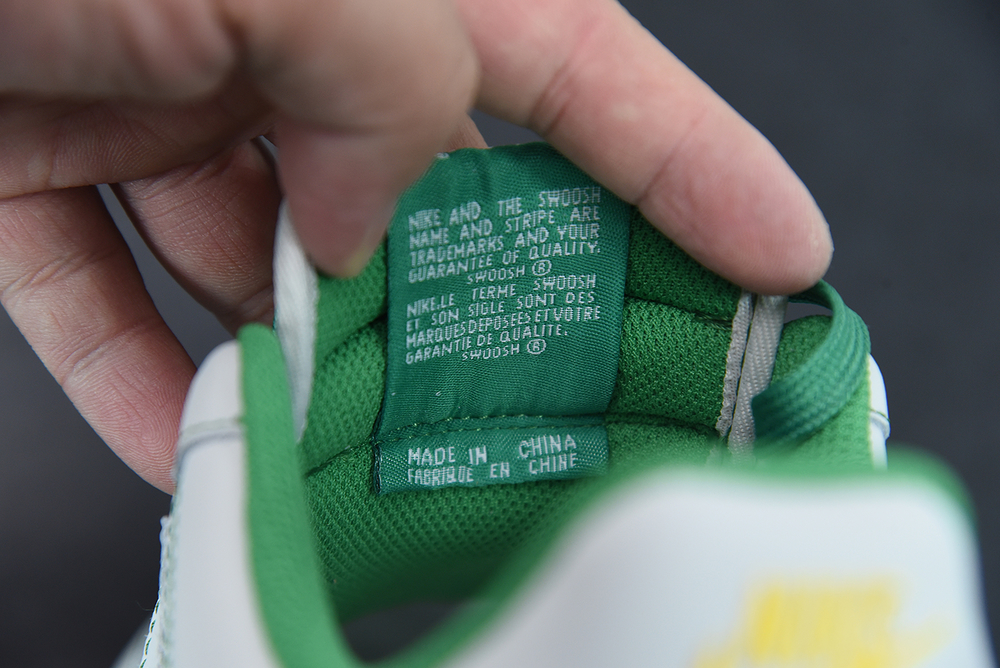 NIKE AND THE SWOOSH
NAME AND STRIPE ARE
TRADEMARKS AND YOUR
GUARANTEE OF QUALITY.
SWOOSH ®
NIKE.LE TERME SWOOSH
ET SON SIGLE SONT DES
MARQUES DEPOSÉES ET VOTRE
GARANTIE DE QUALITE.
SWOOSH ®
MADE IN CHINA
FABRIQUE EN CHINE